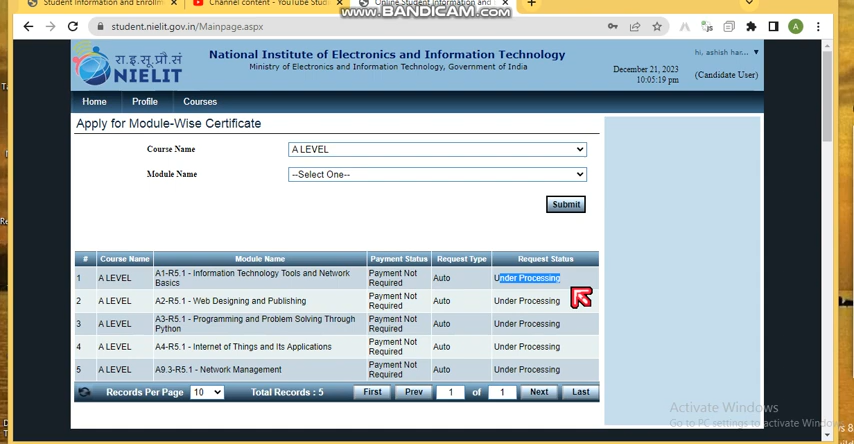 Student Information and Enrollm
Channel content - YouTube Stud
Online Student Information and
WWW.BANDICAM.COM
student.nielit.gov.in/Mainpage.aspx
A
रा.इ.सू.प्रौ.सं
NIELIT
National Institute of Electronics and Information Technology
Ministry of Electronics and Information Technology, Government of India
hi, ashish har...
December 21, 2023
10:05:19 pm
(Candidate User)
Home Profile Courses
Apply for Module-Wise Certificate
Course Name A LEVEL
Module Name --Select One--
Submit
# Course Name Module Name Payment Status Request Type Request Status
1 A LEVEL A1-R5.1 - Information Technology Tools and Network Basics Payment Not Required Auto Under Processing
2 A LEVEL A2-R5.1 - Web Designing and Publishing Payment Not Required Auto Under Processing
3 A LEVEL A3-R5.1 - Programming and Problem Solving Through Python Payment Not Required Auto Under Processing
4 A LEVEL A4-R5.1 - Internet of Things and Its Applications Payment Not Required Auto Under Processing
5 A LEVEL A9.3-R5.1 - Network Management Payment Not Required Auto Under Processing
Records Per Page 10 Total Records : 5 First Prev 1 of 1 Next Last
Activate Windows
Go to PC settings to activate Windo